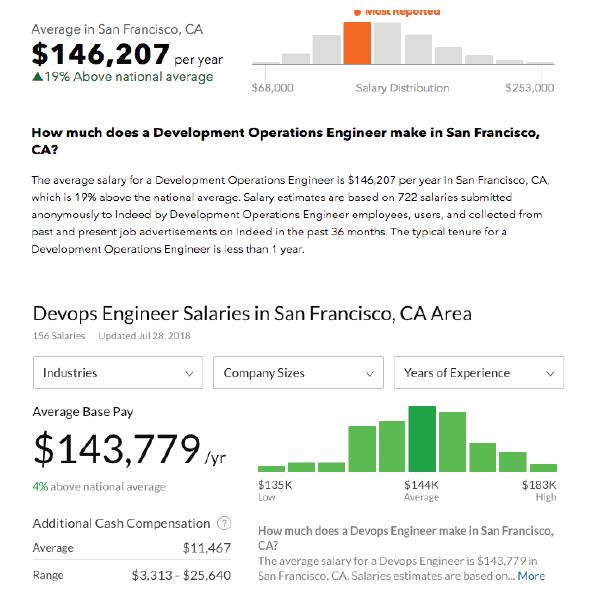 Most Reported
Average in San Francisco, CA
$146,207 per year
19% Above national average
$68,000
Salary Distribution
$253,000
How much does a Development Operations Engineer make in San Francisco,
CA?
The average salary for a Development Operations Engineer is $146,207 per year in San Francisco, CA,
which is 19% above the national average. Salary estimates are based on 722 salaries submitted
anonymously to Indeed by Development Operations Engineer employees, users, and collected from
past and present job advertisements on Indeed in the past 36 months. The typical tenure for a
Development Operations Engineer is less than 1 year.
Devops Engineer Salaries in San Francisco, CA Area
156 Salaries Updated Jul 28, 2018
Industries
Company Sizes
Years of Experience
Average Base Pay
$143,779 /yr
4% above national average
$135K
Low
$144K
Average
$183K
High
Additional Cash Compensation ?
Average $11,467
Range $3,313 - $25,640
How much does a Devops Engineer make in San Francisco,
CA?
The average salary for a Devops Engineer is $143,779 in
San Francisco, CA. Salaries estimates are based on... More